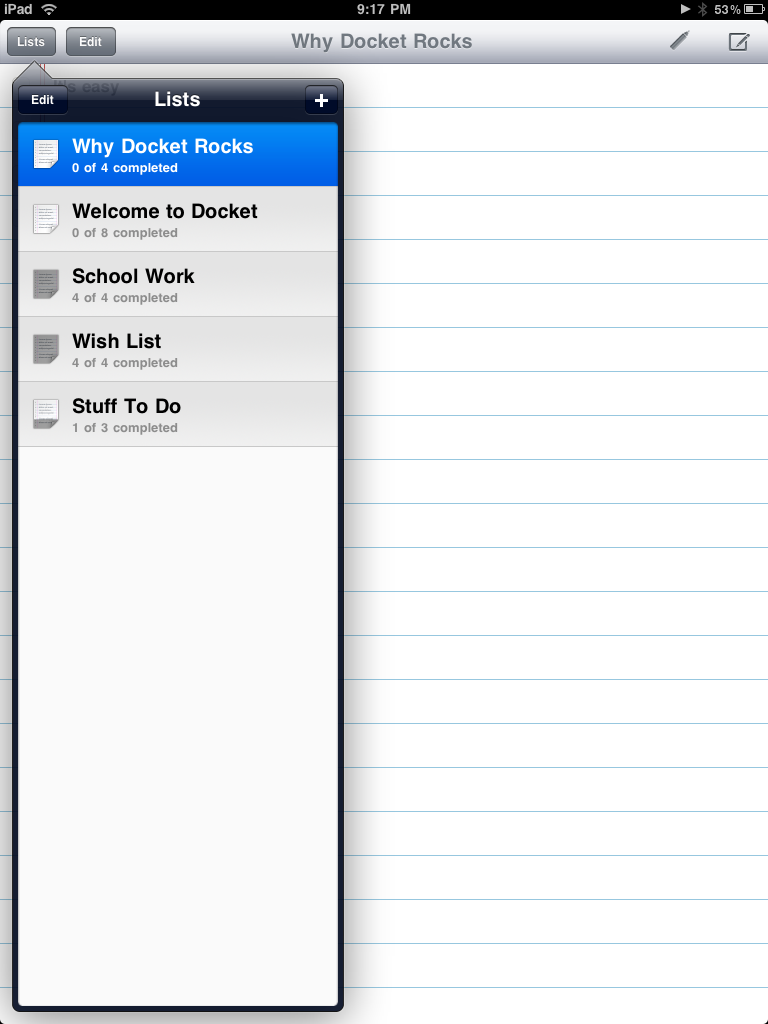 iPad 9:17 PM 53%
Lists Edit Why Docket Rocks
It's easy
Edit Lists +
Why Docket Rocks
0 of 4 completed
Welcome to Docket
0 of 8 completed
School Work
4 of 4 completed
Wish List
4 of 4 completed
Stuff To Do
1 of 3 completed